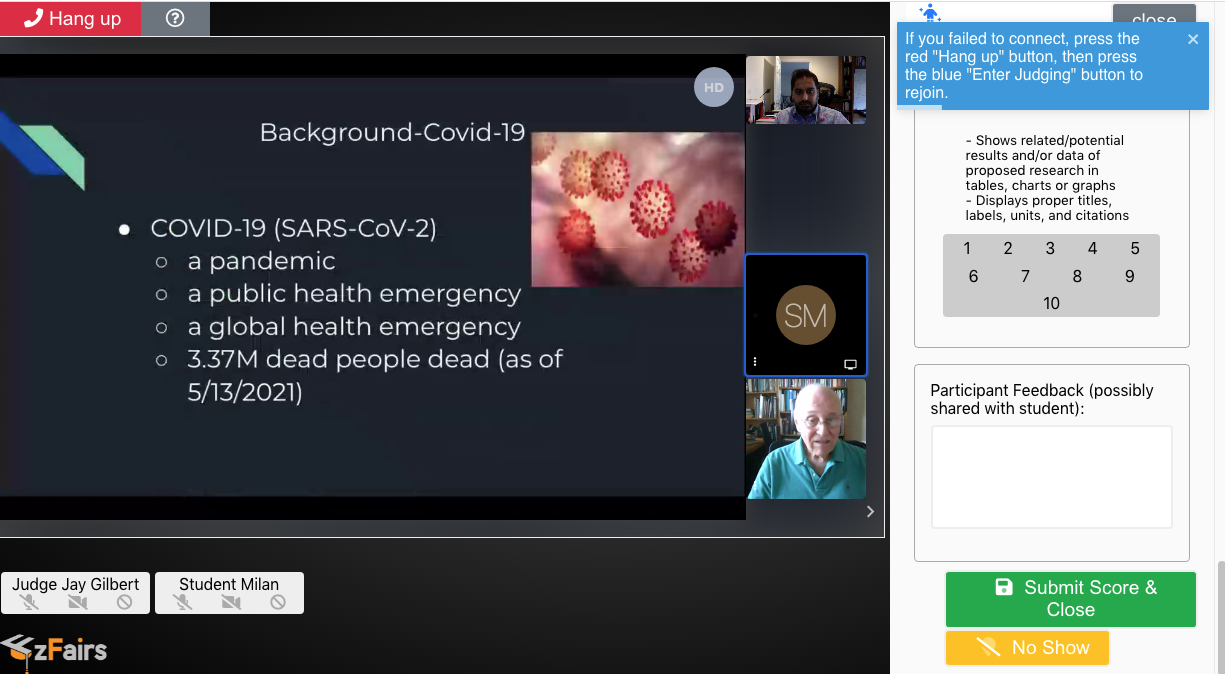 Hang up
close
If you failed to connect, press the
red "Hang up" button, then press
the blue "Enter Judging" button to
rejoin.
HD
Background-Covid-19
COVID-19 (SARS-CoV-2)
a pandemic
a public health emergency
a global health emergency
3.37M dead people dead (as of
5/13/2021)
SM
- Shows related/potential
results and/or data of
proposed research in
tables, charts or graphs
- Displays proper titles,
labels, units, and citations
1 2 3 4 5
6 7 8 9
10
Participant Feedback (possibly
shared with student):
Judge Jay Gilbert
Student Milan
Submit Score &
Close
No Show
zFairs